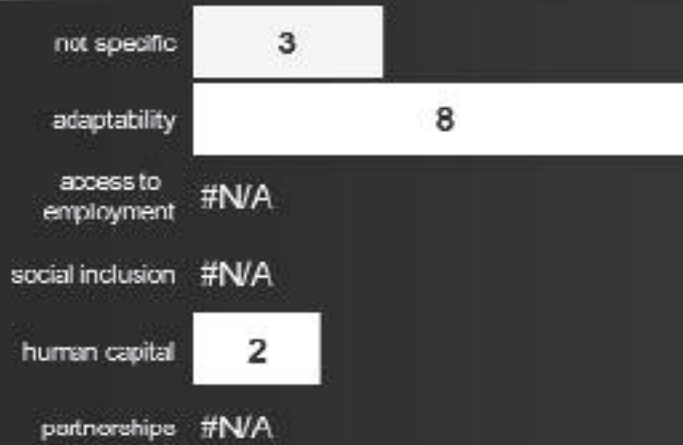 not specific 3
adaptability 8
access to
employment #N/A
social inclusion #N/A
human capital 2
partnerships #N/A